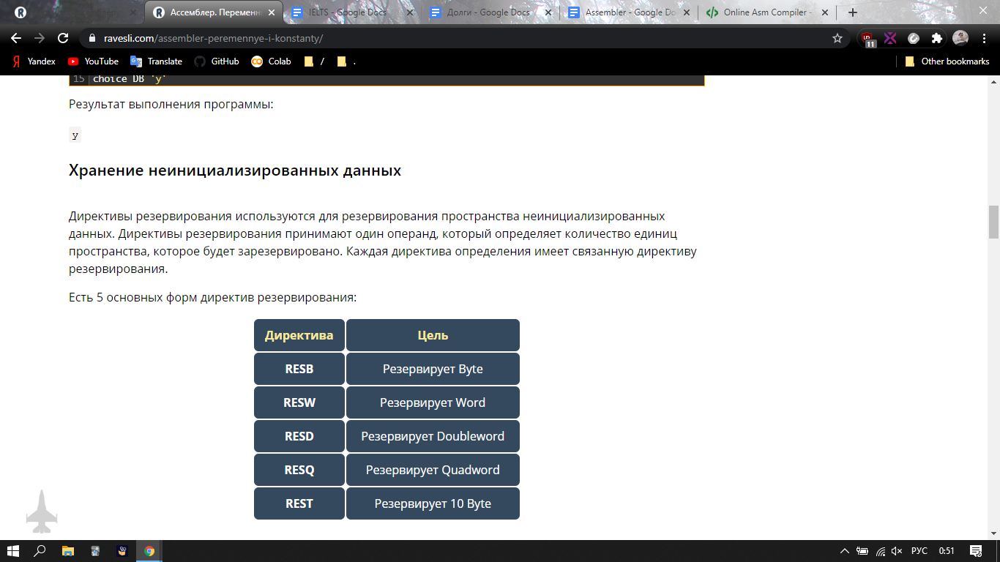 Ассемблер. Переменн
IELTS - Google Docs
Долги - Google Docs
Assembler - Google Do
Online Asm Compiler -
ravesli.com/assembler-peremennye-i-konstanty/
11
Yandex
YouTube
Translate
GitHub
Colab
/
.
Other bookmarks
15 choice DB 'y'
Результат выполнения программы:
y
Хранение неинициализированных данных
Директивы резервирования используются для резервирования пространства неинициализированных
данных. Директивы резервирования принимают один операнд, который определяет количество единиц
пространства, которое будет зарезервировано. Каждая директива определения имеет связанную директиву
резервирования.
Есть 5 основных форм директив резервирования:
Директива Цель
RESB Резервирует Byte
RESW Резервирует Word
RESD Резервирует Doubleword
RESQ Резервирует Quadword
REST Резервирует 10 Byte
РУС
0:51